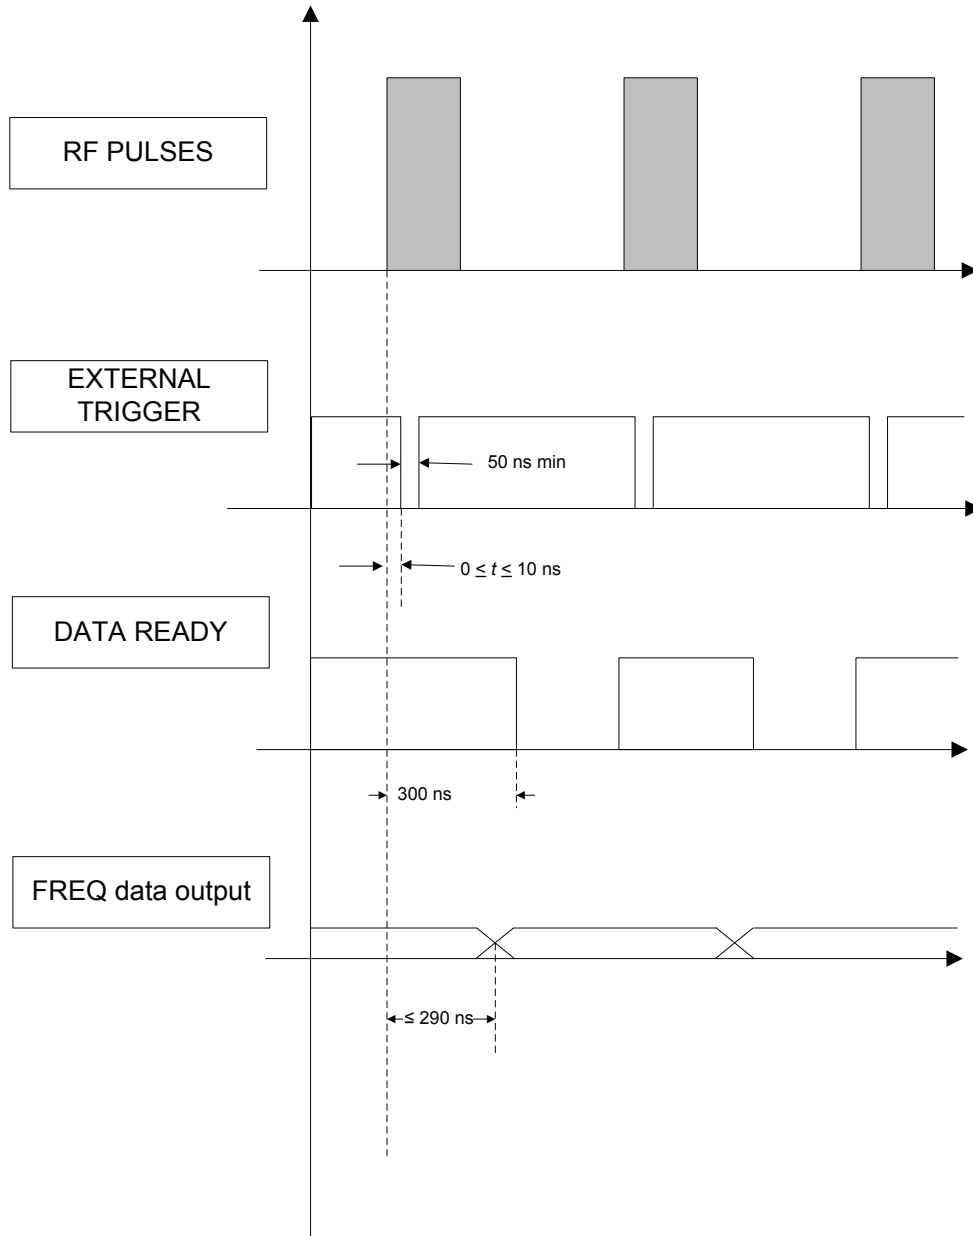 RF PULSES
EXTERNAL
TRIGGER
50 ns min
0 ≤ t ≤ 10 ns
DATA READY
300 ns
FREQ data output
≤ 290 ns